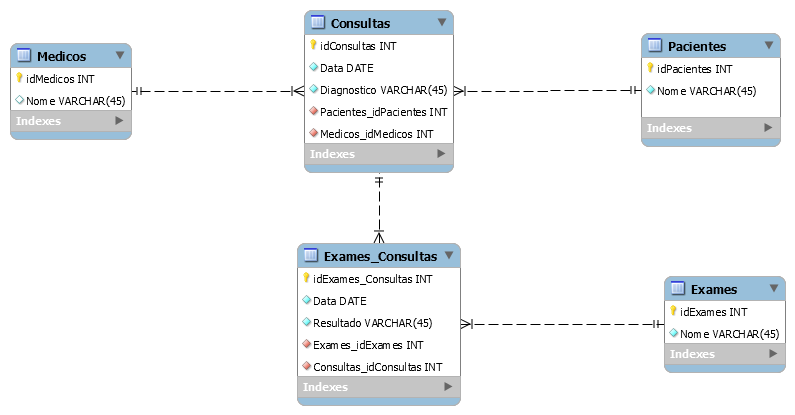 Medicos
idMedicos INT
Nome VARCHAR(45)
Indexes
Consultas
idConsultas INT
Data DATE
Diagnostico VARCHAR(45)
Pacientes_idPacientes INT
Medicos_idMedicos INT
Indexes
Pacientes
idPacientes INT
Nome VARCHAR(45)
Indexes
Exames_Consultas
idExames_Consultas INT
Data DATE
Resultado VARCHAR(45)
Exames_idExames INT
Consultas_idConsultas INT
Indexes
Exames
idExames INT
Nome VARCHAR(45)
Indexes